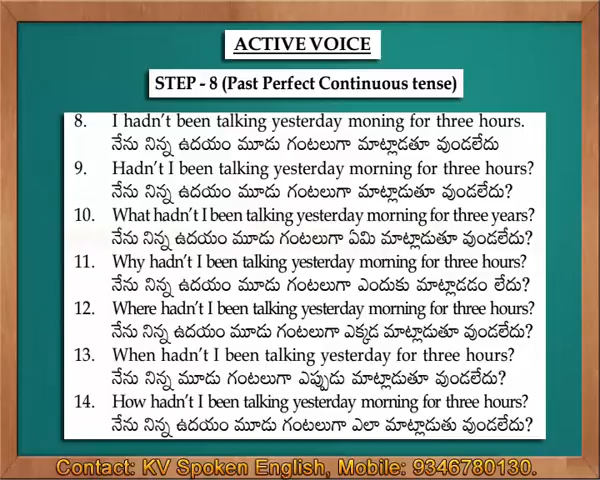 ACTIVE VOICE
STEP - 8 (Past Perfect Continuous tense)
8. I hadn't been talking yesterday moning for three hours.
నేను నిన్న ఉదయం మూడు గంటలుగా మాట్లాడతూ వుండలేదు
9. Hadn't I been talking yesterday morning for three hours?
నేను నిన్న ఉదయం మూడు గంటలుగా మాట్లాడుతూ వుండలేదు?
10. What hadn't I been talking yesterday morning for three years?
నేను నిన్న ఉదయం మూడు గంటలుగా ఏమి మాట్లాడుతూ వుండలేదు?
11. Why hadn't I been talking yesterday morning for three hours?
నేను నిన్న ఉదయం మూడు గంటలుగా ఎందుకు మాట్లాడడం లేదు?
12. Where hadn't I been talking yesterday morning for three hours?
నేను నిన్న ఉదయం మూడు గంటలుగా ఎక్కడ మాట్లాడుతూ వుండలేదు?
13. When hadn't I been talking yesterday for three hours?
నేను నిన్న మూడు గంటలుగా ఎప్పుడు మాట్లాడుతూ వుండలేదు?
14. How hadn't I been talking yesterday morning for three hours?
నేను నిన్న ఉదయం మూడు గంటలుగా ఎలా మాట్లాడుతు వుండలేదు?
Contact: KV Spoken English, Mobile: 9346780130.